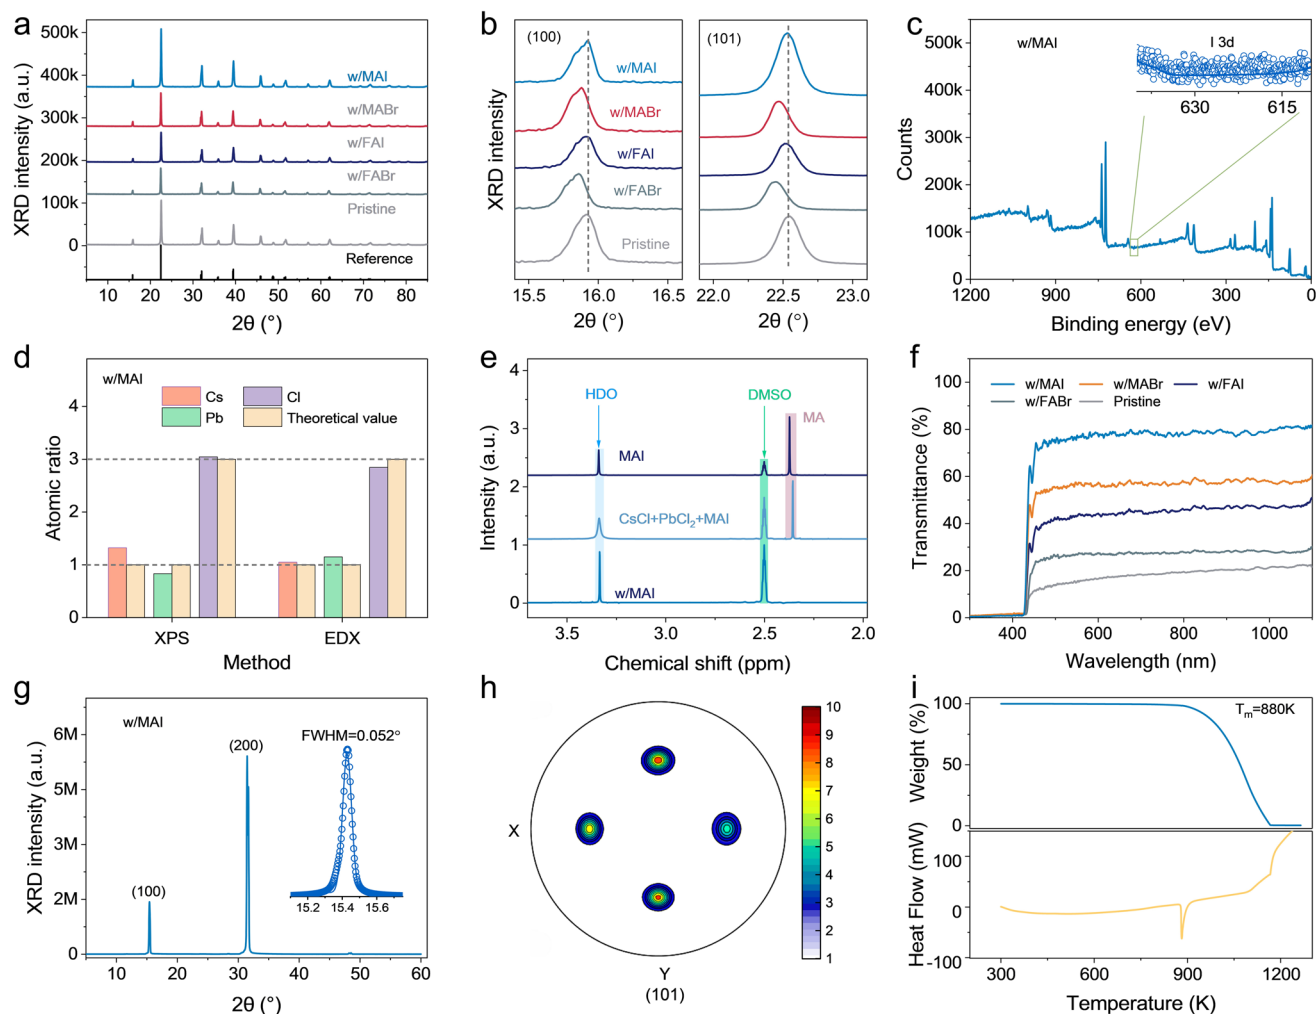 a
XRD intensity (a.u.)
500k
400k
300k
200k
100k
0
w/MAI
w/MABr
w/FAI
w/FABr
Pristine
Reference
10 20 30 40 50 60 70 80
2θ (°)
b
XRD intensity
(100)
w/MAI
w/MABr
w/FAI
w/FABr
Pristine
15.5 16.0 16.6
2θ (°)
(101)
22.0 22.5 23.1
2θ (°)
c
Counts
500k
400k
300k
200k
100k
0
w/MAI
I 3d
630 615
1200 900 600 300 0
Binding energy (eV)
d
Atomic ratio
4
3
2
1
0
w/MAI
Cs Cl
Pb Theoretical value
XPS EDX
Method
e
Intensity (a.u.)
4
3
2
1
0
HDO DMSO
MA
MAI
CsCl+PbCl2+MAI
w/MAI
3.5 3.0 2.5 2.0
Chemical shift (ppm)
f
Transmittance (%)
100
80
60
40
20
0
w/MAI w/MABr w/FAI
w/FABr Pristine
400 600 800 1000
Wavelength (nm)
g
XRD intensity (a.u.)
6M
5M
3M
2M
0
w/MAI
(200)
(100)
FWHM=0.052°
15.2 15.4 15.6
10 20 30 40 50 60
2θ (°)
h
X
Y
(101)
10
9
8
7
6
5
4
3
2
1
i
Weight (%)
100
50
0
Tm=880K
Heat Flow (mW)
100
0
-100
300 600 900 1200
Temperature (K)